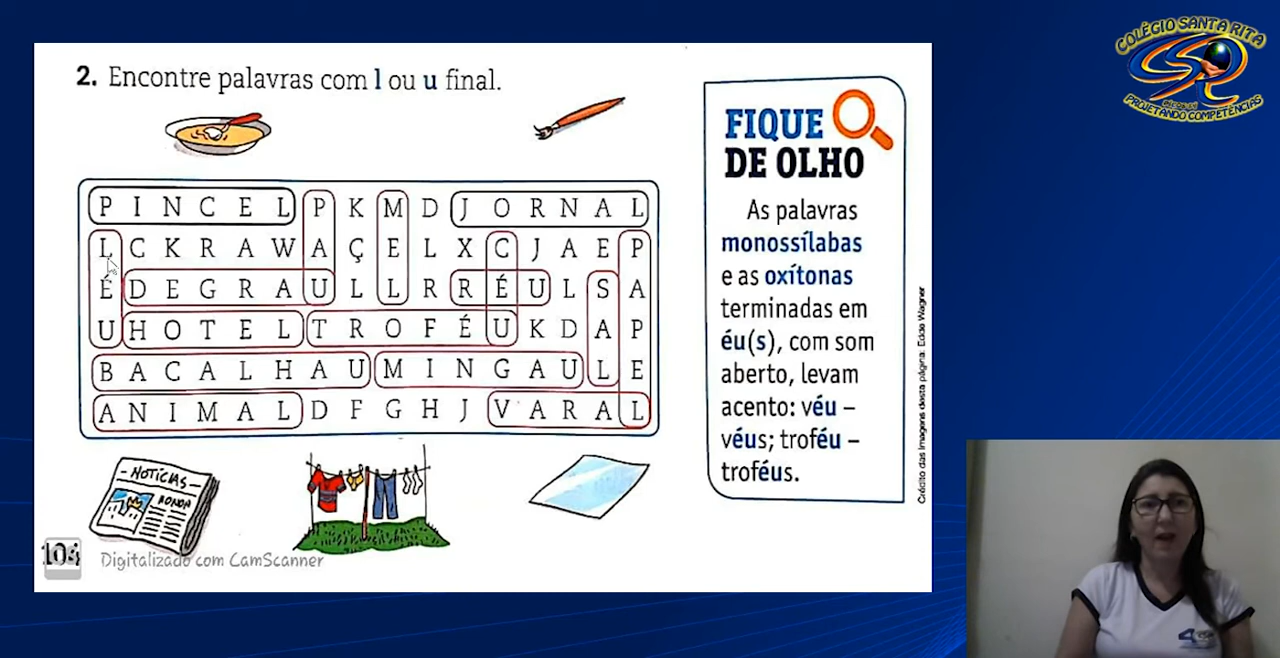 COLÉGIO SANTA RITA
PROJETANDO COMPETÊNCIAS
2. Encontre palavras com l ou u final.
P I N C E L P K M D J O R N A L
L C K R A W A Ç E L X C J A E P
É D E G R A U L L R R É U L S A
U H O T E L T R O F É U K D A P
B A C A L H A U M I N G A U L E
A N I M A L D F G H J V A R A L
FIQUE
DE OLHO
As palavras
monossílabas
e as oxítonas
terminadas em
éu(s), com som
aberto, levam
acento: véu –
véus; troféu –
troféus.
Crédito das imagens desta página: Edde Wagner
- NOTÍCIAS -
104
Digitalizado com CamScanner